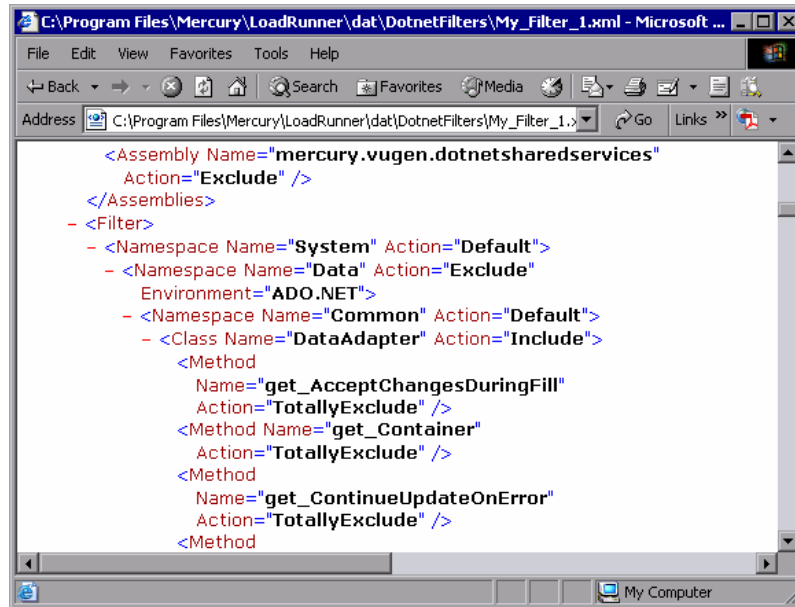 C:\Program Files\Mercury\LoadRunner\dat\DotnetFilters\My_Filter_1.xml - Microsoft ...
File Edit View Favorites Tools Help
Back Search Favorites Media
Address C:\Program Files\Mercury\LoadRunner\dat\DotnetFilters\My_Filter_1.x Go Links »
<Assembly Name="mercury.vugen.dotnetsharedservices"
Action="Exclude" />
</Assemblies>
- <Filter>
- <Namespace Name="System" Action="Default">
- <Namespace Name="Data" Action="Exclude"
Environment="ADO.NET">
- <Namespace Name="Common" Action="Default">
- <Class Name="DataAdapter" Action="Include">
<Method
Name="get_AcceptChangesDuringFill"
Action="TotallyExclude" />
<Method Name="get_Container"
Action="TotallyExclude" />
<Method
Name="get_ContinueUpdateOnError"
Action="TotallyExclude" />
<Method
My Computer